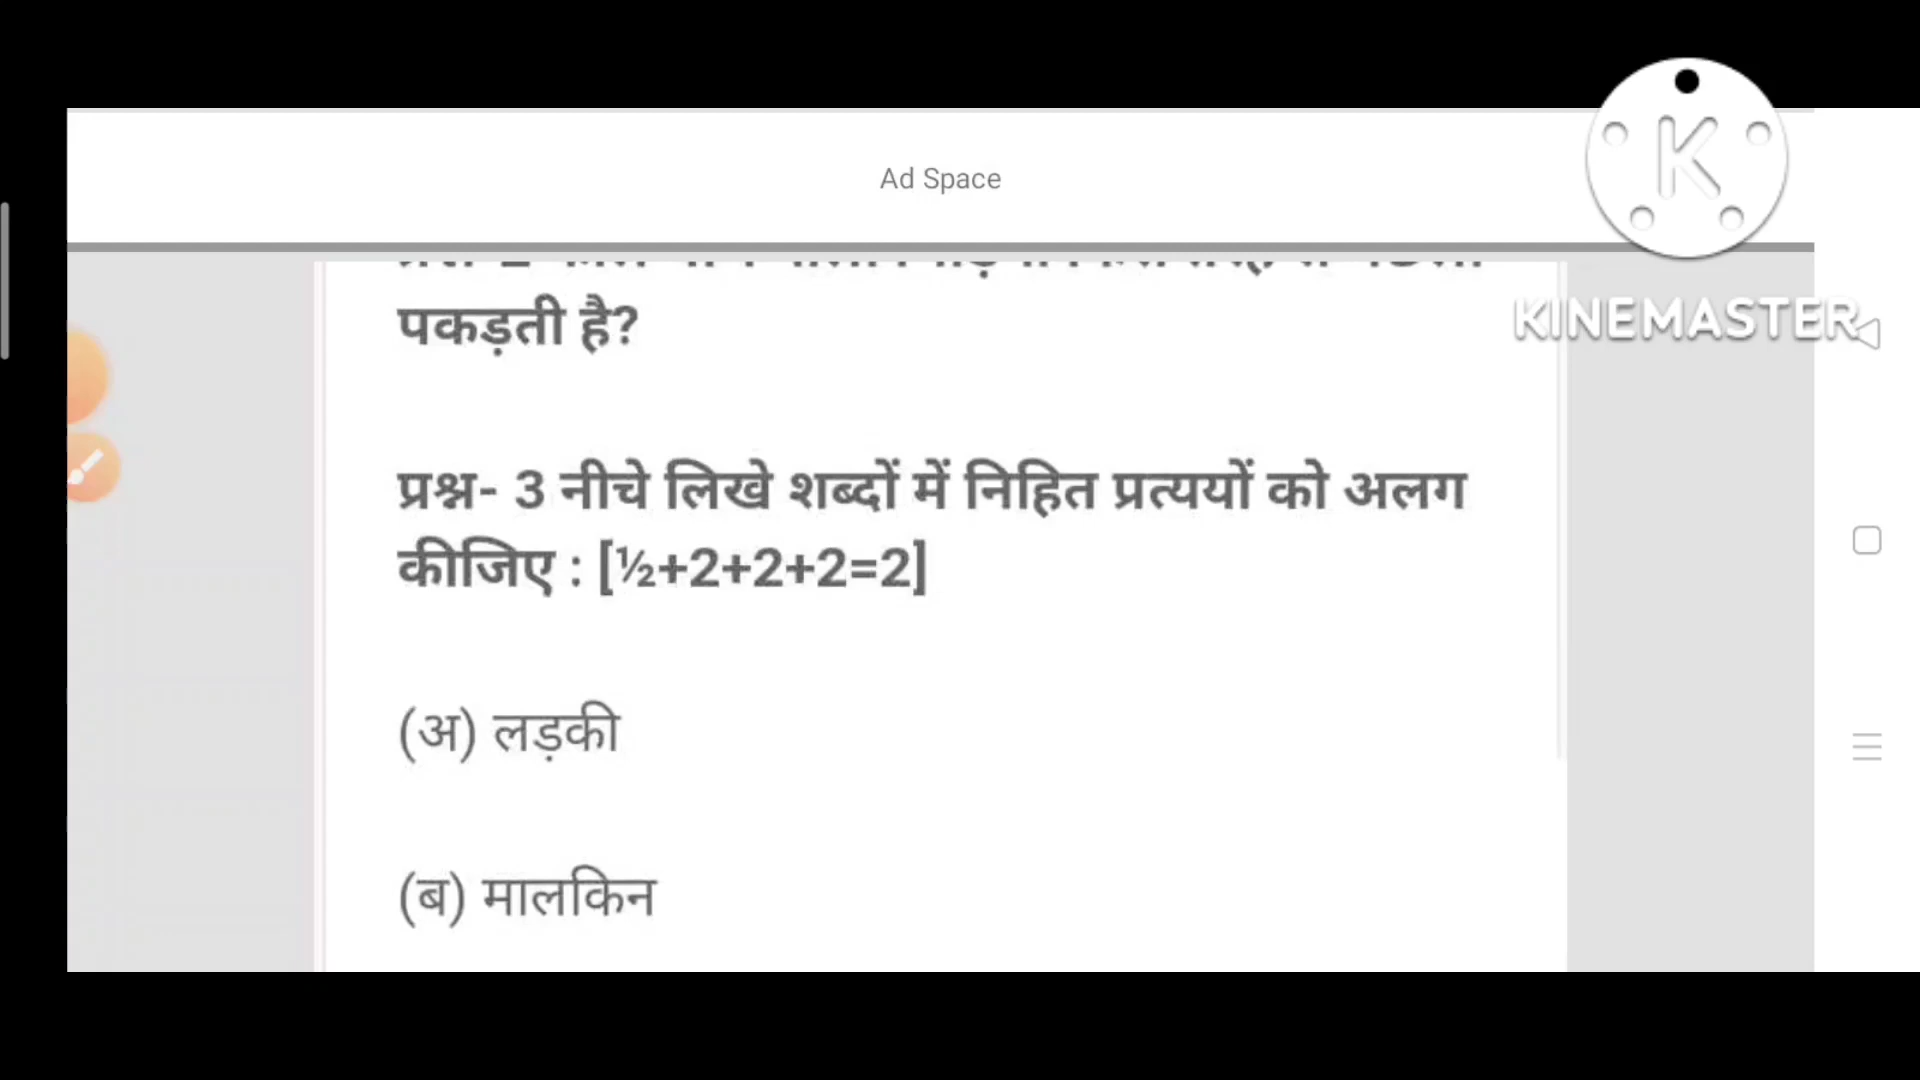 Ad Space
KINEMASTER
पकड़ती है?
प्रश्न- 3 नीचे लिखे शब्दों में निहित प्रत्ययों को अलग
कीजिए : [½+2+2+2=2]
(अ) लड़की
(ब) मालकिन